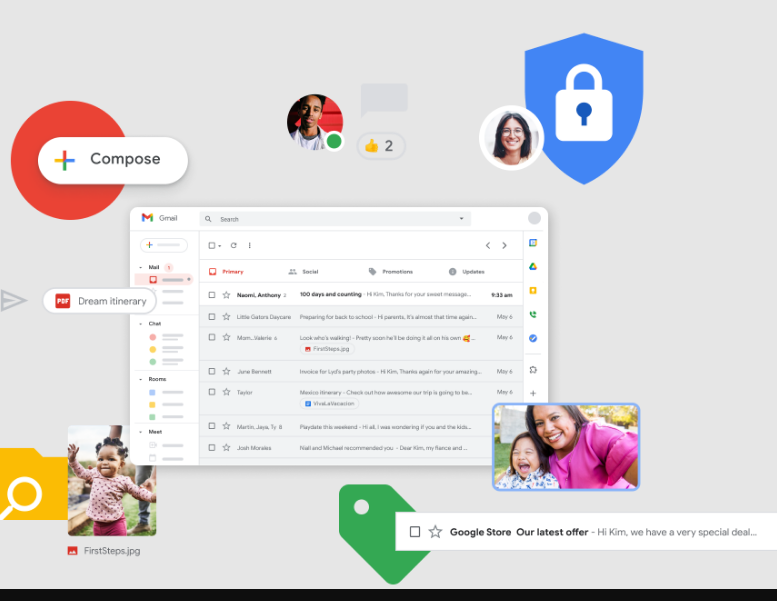 Compose
👍 2
Gmail
Search
Mail 1
Primary
Social
Promotions
Updates
Naomi, Anthony 2
100 days and counting - Hi Kim, Thanks for your sweet message...
9:33 am
PDF Dream itinerary
Little Gators Daycare
Preparing for back to school - Hi parents, It's almost that time again...
May 6
Chat
Mom...Valerie 6
Look who's walking! - Pretty soon he'll be doing it all on his own 🥰 ...
May 6
FirstSteps.jpg
June Bennett
Invoice for Lyd's party photos - Hi Kim, Thanks again for your amazing...
May 6
Rooms
Taylor
Mexico itinerary - Check out how awesome our trip is going to be...
May 6
VivaLaVacacion
Martin, Jaya, Ty 8
Playdate this weekend - Hi all, I was wondering if you and the kids...
Meet
Josh Morales
Niall and Michael recommended you - Dear Kim, my fience and...
Google Store Our latest offer - Hi Kim, we have a very special deal...
FirstSteps.jpg